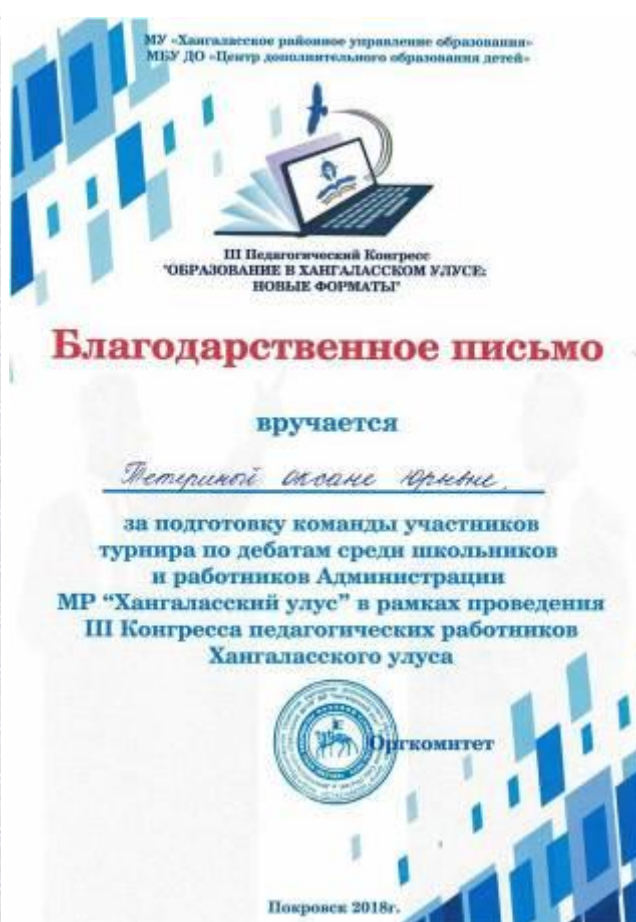 МУ «Хангаласское районное управление образования»
МБУ ДО «Центр дополнительного образования детей»
III Педагогический Конгресс
"ОБРАЗОВАНИЕ В ХАНГАЛАССКОМ УЛУСЕ:
НОВЫЕ ФОРМАТЫ"
Благодарственное письмо
вручается
Тетериной Оксане Юрьевне,
за подготовку команды участников
турнира по дебатам среди школьников
и работников Администрации
МР “Хангаласский улус” в рамках проведения
III Конгресса педагогических работников
Хангаласского улуса
Оргкомитет
Покровск 2018г.